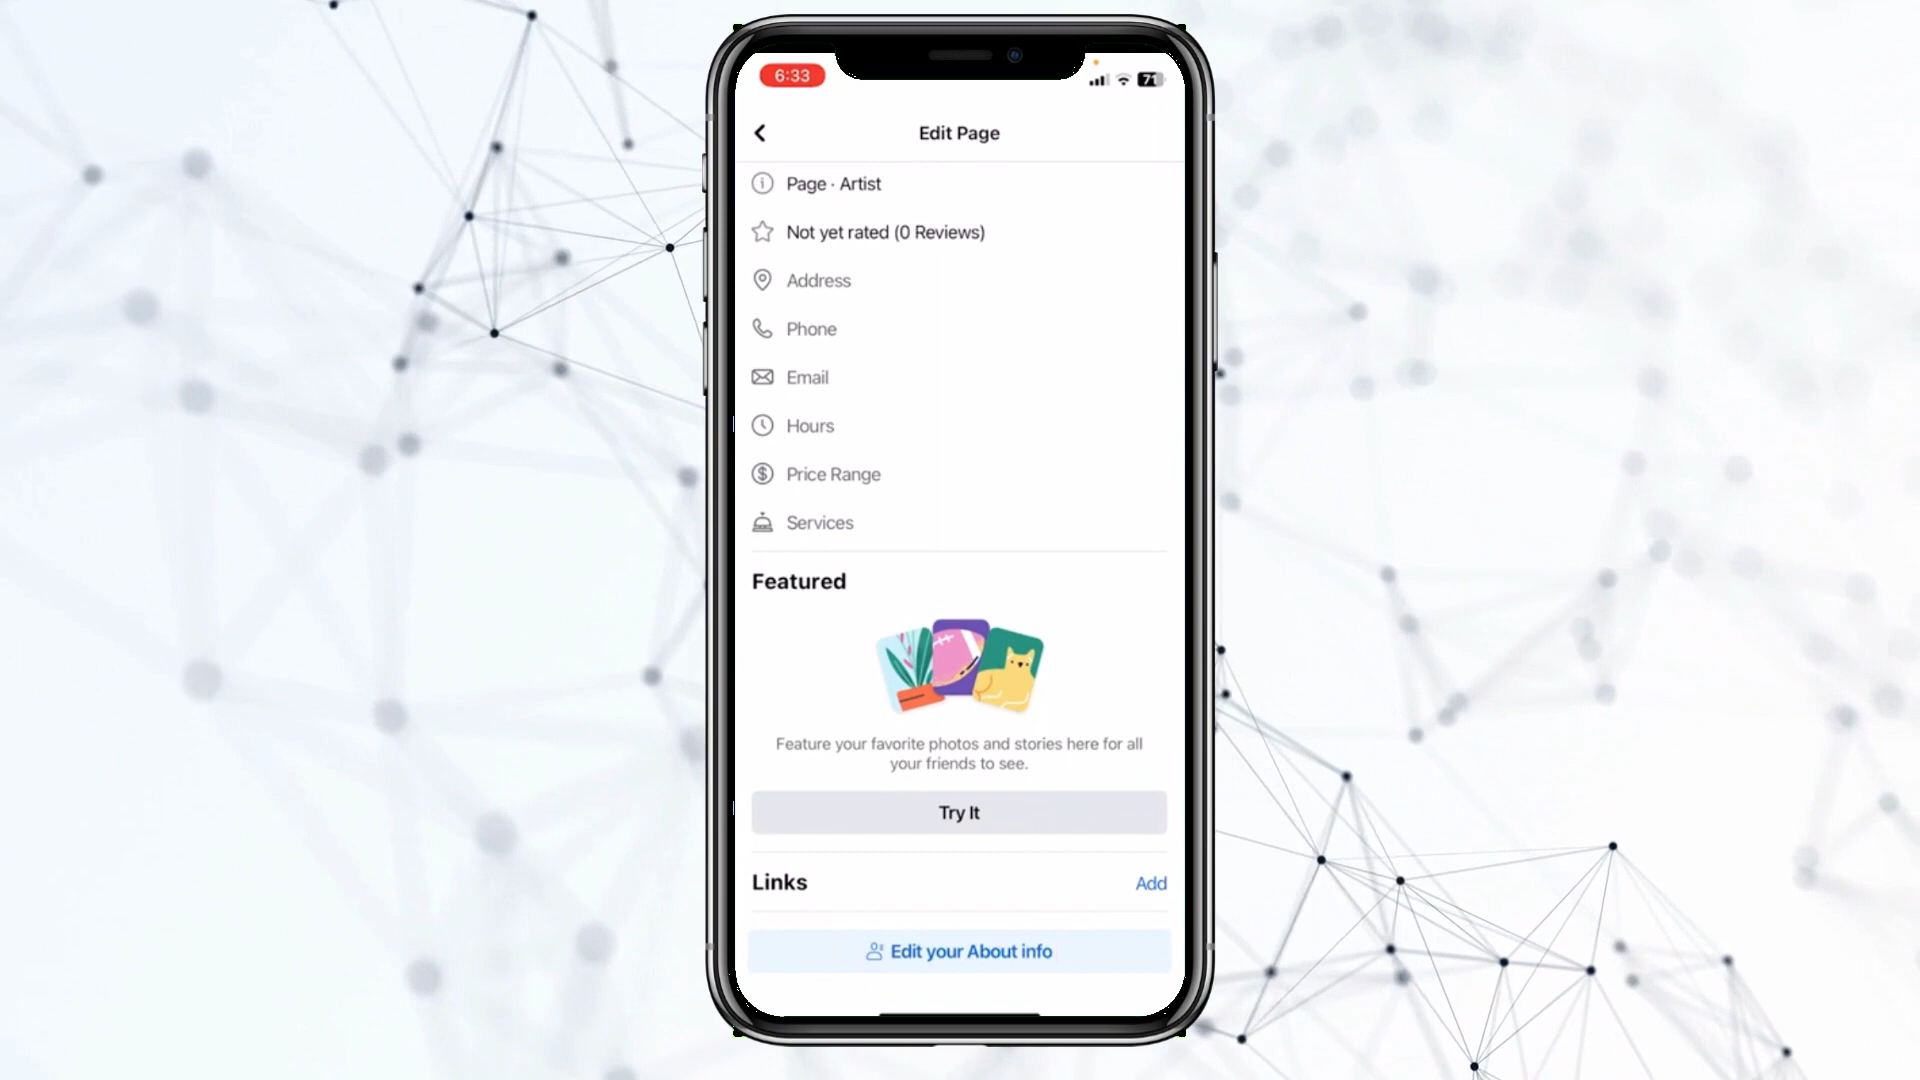 6:33
71
Edit Page
Page · Artist
Not yet rated (0 Reviews)
Address
Phone
Email
Hours
Price Range
Services
Featured
Feature your favorite photos and stories here for all
your friends to see.
Try It
Links
Add
Edit your About info